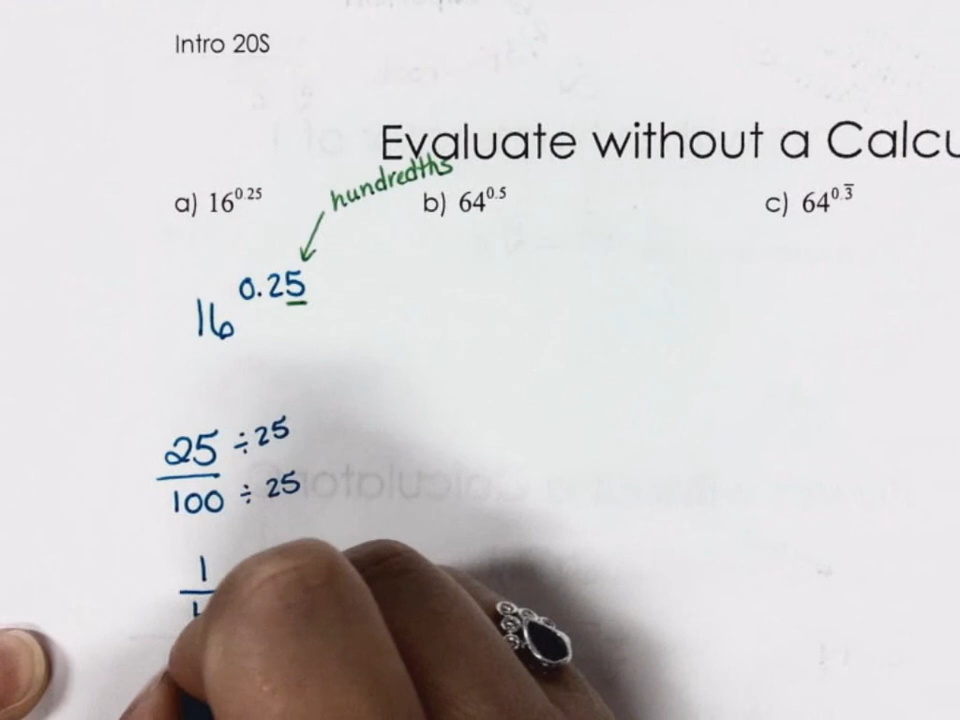 Intro 20S
Evaluate without a Calcu
hundredths
a) 16^0.25 b) 64^0.5 c) 64^0.3̅
16^0.25
25 ÷ 25
100 ÷ 25
1